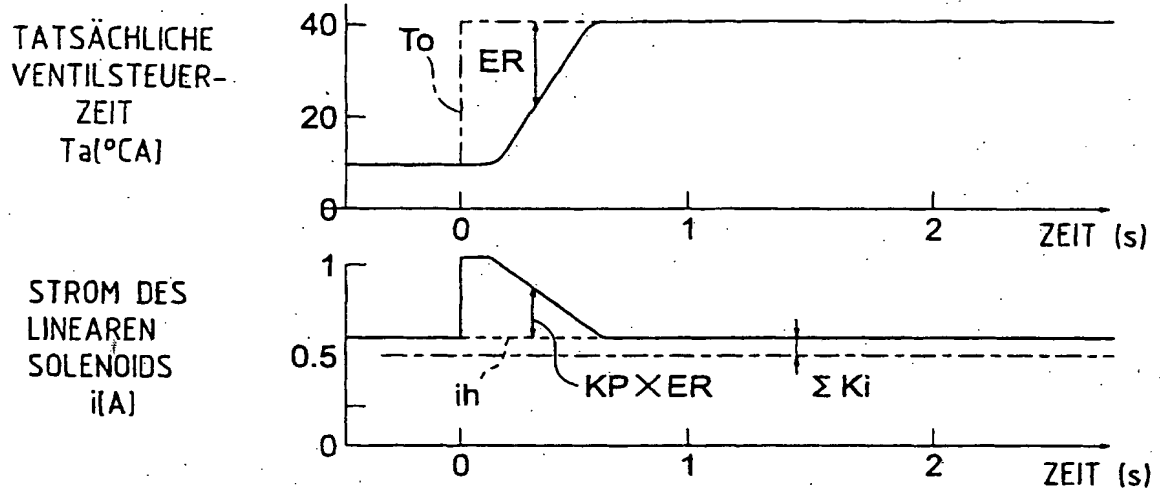 TATSÄCHLICHE
VENTILSTEUER-
ZEIT
Ta[°CA]
40
20
0
To
ER
0
1
2
ZEIT (s)
STROM DES
LINEAREN
SOLENOIDS
i[A]
1
0.5
0
ih
KP×ER
Σ Ki
0
1
2
ZEIT (s)